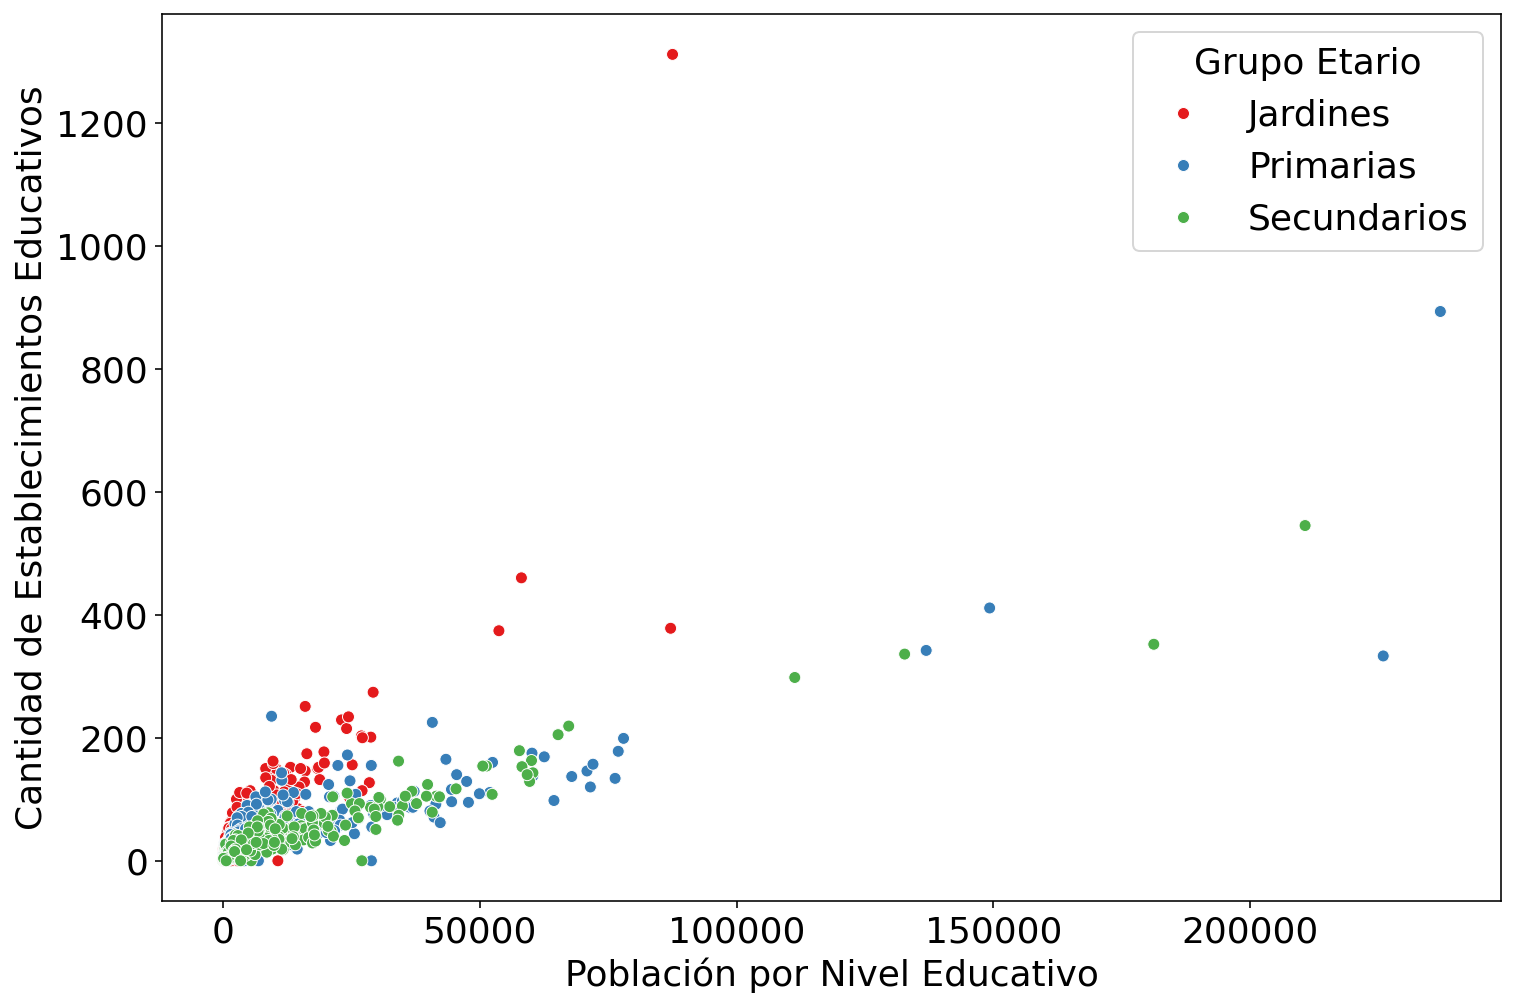 Grupo Etario
Jardines
Primarias
Secundarios
Cantidad de Establecimientos Educativos
1200
1000
800
600
400
200
0
0 50000 100000 150000 200000
Población por Nivel Educativo